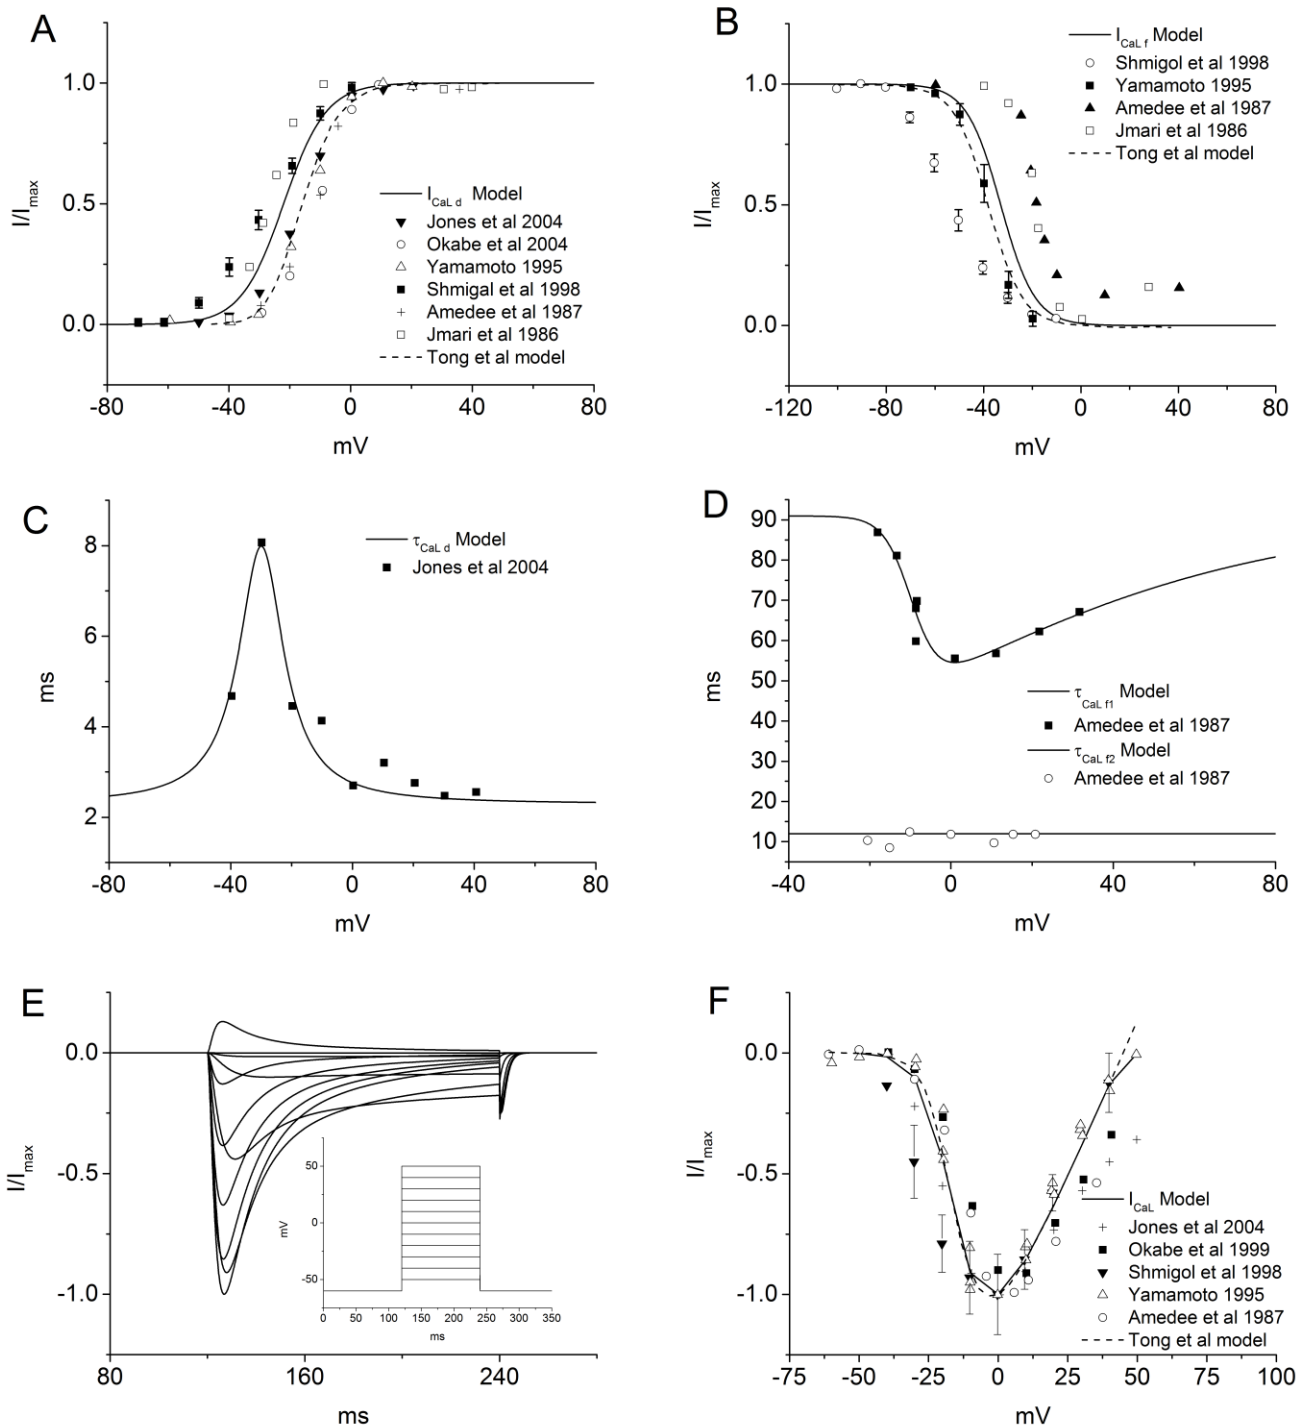 A
1.0
0.5
0.0
I/Imax
-80
-40
0
40
80
mV
ICaL d Model
Jones et al 2004
Okabe et al 2004
Yamamoto 1995
Shmigal et al 1998
Amedee et al 1987
Jmari et al 1986
Tong et al model
B
1.0
0.5
0.0
I/Imax
-120
-80
-40
0
40
80
mV
ICaL f Model
Shmigol et al 1998
Yamamoto 1995
Amedee et al 1987
Jmari et al 1986
Tong et al model
C
8
6
4
2
ms
-80
-40
0
40
80
mV
τCaL d Model
Jones et al 2004
D
90
80
70
60
50
40
30
20
10
ms
-40
0
40
80
mV
τCaL f1 Model
Amedee et al 1987
τCaL f2 Model
Amedee et al 1987
E
0.0
-0.5
-1.0
I/Imax
80
160
240
ms
50
0
-50
mV
0
50
100
150
200
250
300
350
ms
F
0.0
-0.5
-1.0
I/Imax
-75
-50
-25
0
25
50
75
100
mV
ICaL Model
Jones et al 2004
Okabe et al 1999
Shmigol et al 1998
Yamamoto 1995
Amedee et al 1987
Tong et al model